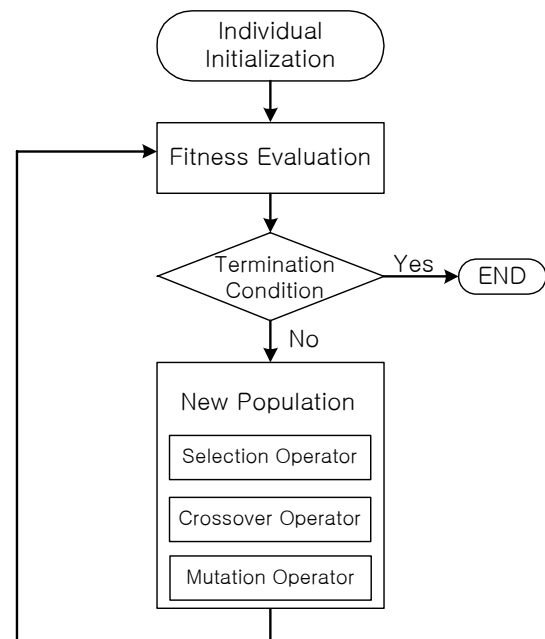 Individual
Initialization
Fitness Evaluation
Termination
Condition
Yes
END
No
New Population
Selection Operator
Crossover Operator
Mutation Operator